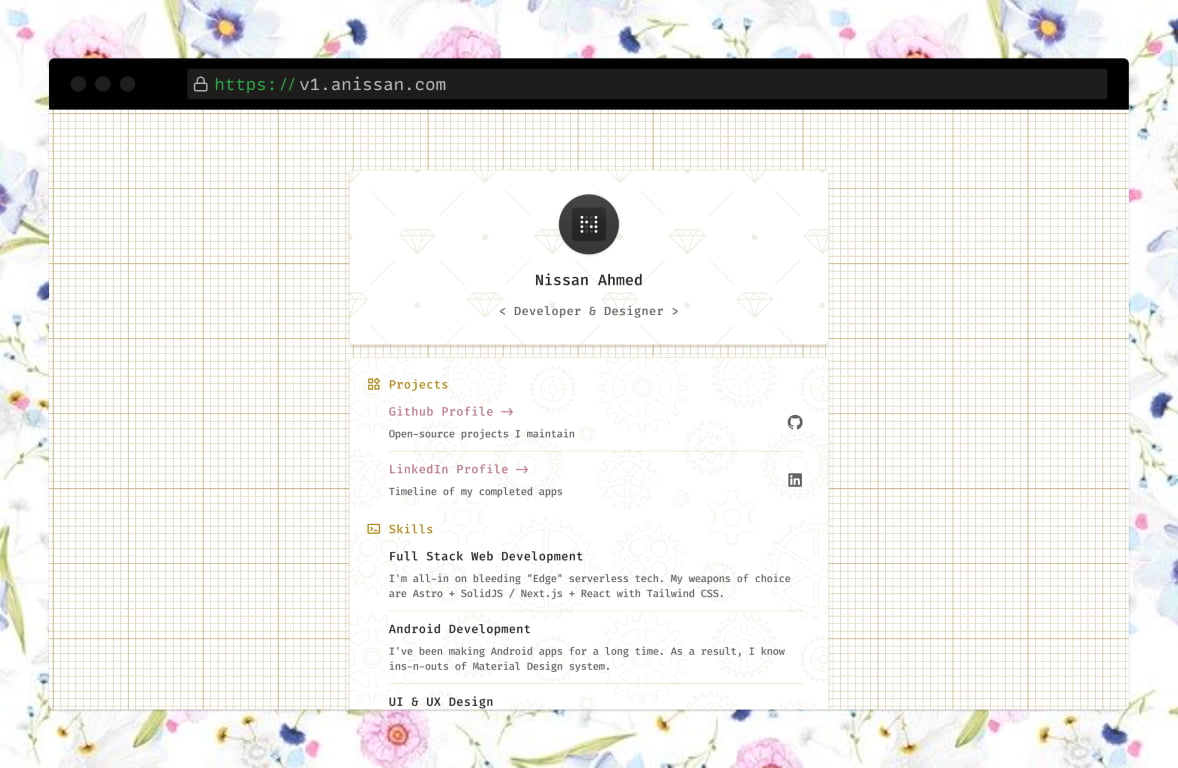 https://v1.anissan.com
Nissan Ahmed
< Developer & Designer >
Projects
Github Profile →
Open-source projects I maintain
LinkedIn Profile →
Timeline of my completed apps
Skills
Full Stack Web Development
I'm all-in on bleeding "Edge" serverless tech. My weapons of choice
are Astro + SolidJS / Next.js + React with Tailwind CSS.
Android Development
I've been making Android apps for a long time. As a result, I know
ins-n-outs of Material Design system.
UI & UX Design